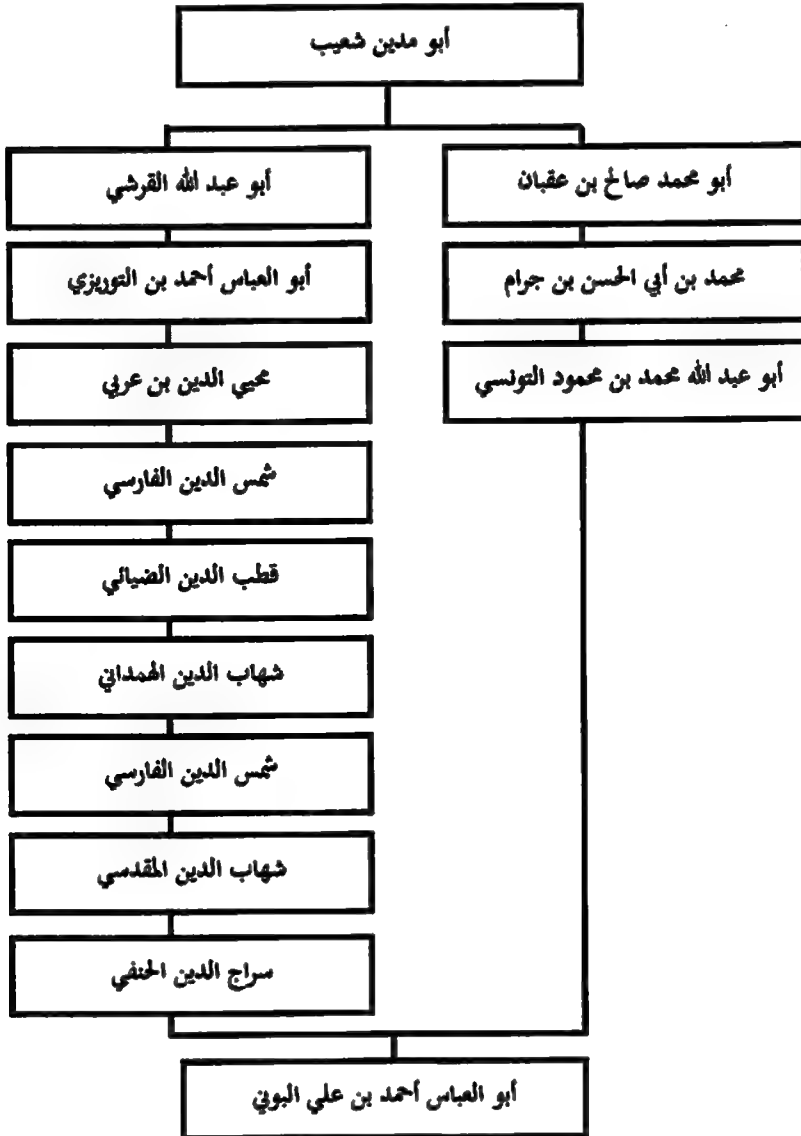 أبو مدين شعيب
أبو محمد صالح بن عقبان
أبو عبد الله القرشي
محمد بن أبي الحسن بن جرام
أبو العباس أحمد بن التوريزي
أبو عبد الله محمد بن محمود التونسي
محيي الدين بن عربي
شمس الدين الفارسي
قطب الدين الضيائي
شهاب الدين الهمداني
شمس الدين الفارسي
شهاب الدين المقدسي
سراج الدين الحنفي
أبو العباس أحمد بن علي البوني